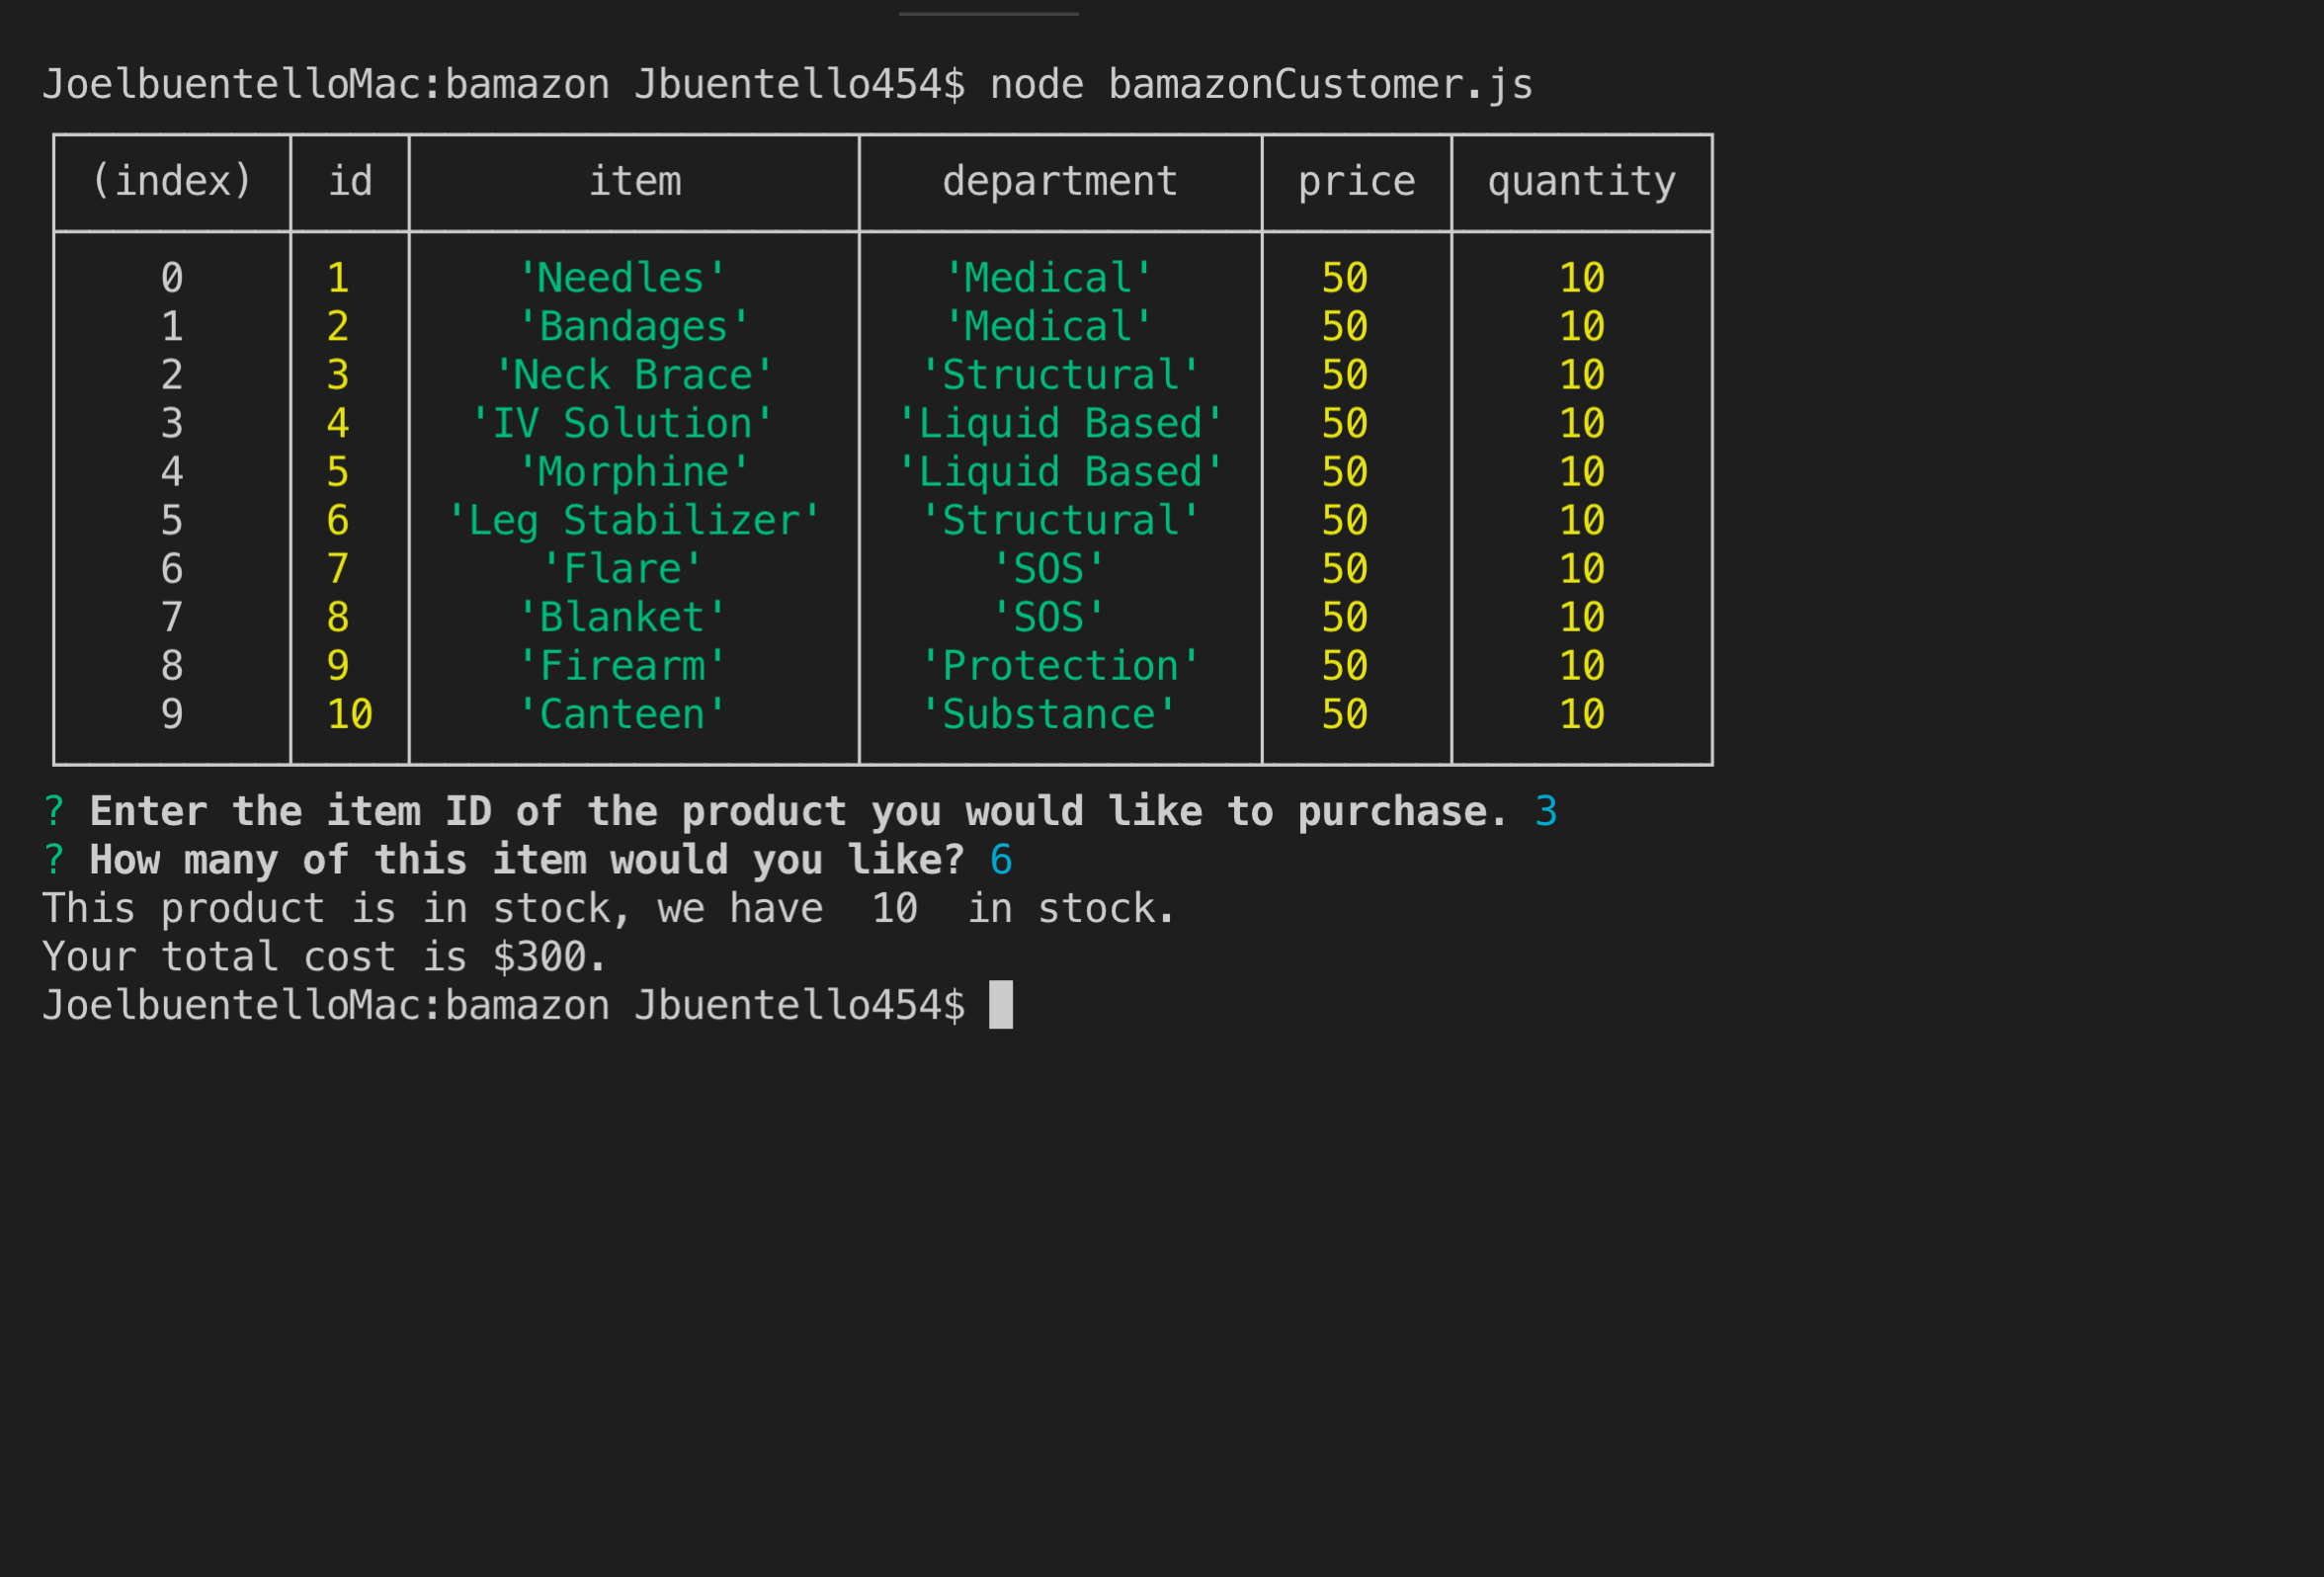 JoelbuentelloMac:bamazon Jbuentello454$ node bamazonCustomer.js
(index) id item department price quantity
0 1 'Needles' 'Medical' 50 10
1 2 'Bandages' 'Medical' 50 10
2 3 'Neck Brace' 'Structural' 50 10
3 4 'IV Solution' 'Liquid Based' 50 10
4 5 'Morphine' 'Liquid Based' 50 10
5 6 'Leg Stabilizer' 'Structural' 50 10
6 7 'Flare' 'SOS' 50 10
7 8 'Blanket' 'SOS' 50 10
8 9 'Firearm' 'Protection' 50 10
9 10 'Canteen' 'Substance' 50 10
? Enter the item ID of the product you would like to purchase. 3
? How many of this item would you like? 6
This product is in stock, we have  10  in stock.
Your total cost is $300.
JoelbuentelloMac:bamazon Jbuentello454$